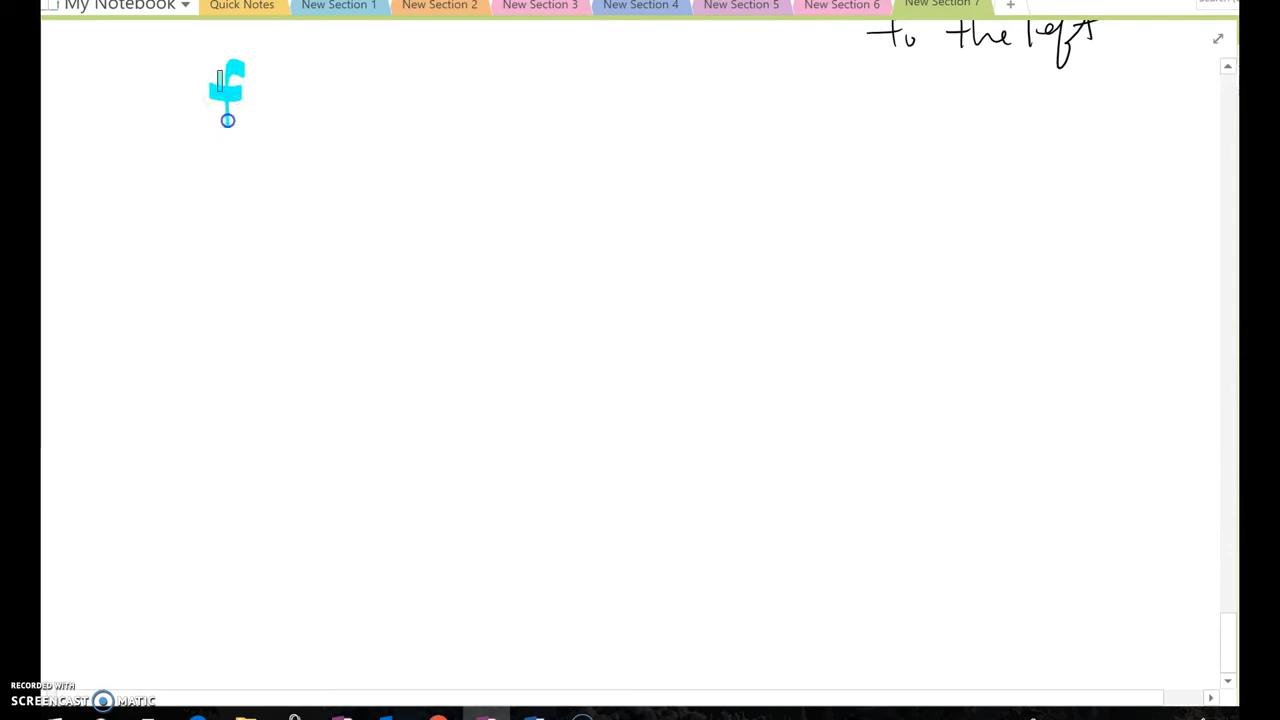 My Notebook
Quick Notes
New Section 1
New Section 2
New Section 3
New Section 4
New Section 5
New Section 6
New Section 7
+
to the left
f
RECORDED WITH
SCREENCAST MATIC